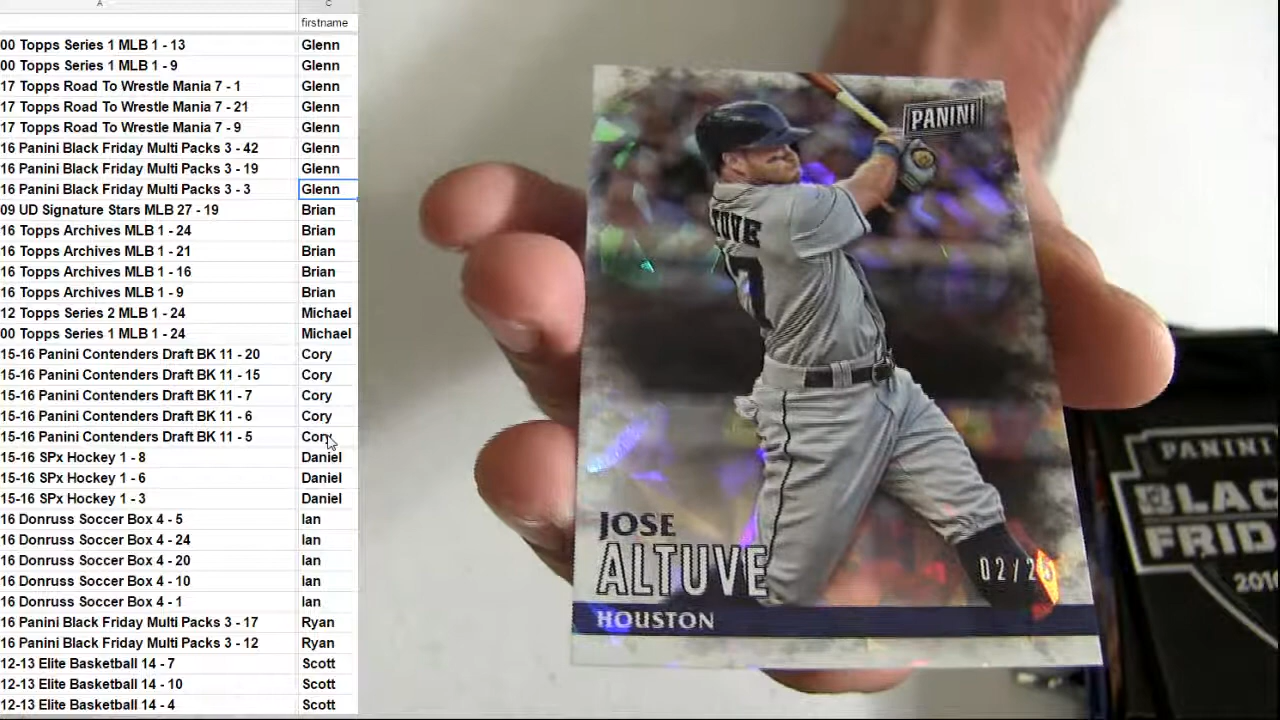 A
C
firstname
00 Topps Series 1 MLB 1 - 13 Glenn
00 Topps Series 1 MLB 1 - 9 Glenn
17 Topps Road To Wrestle Mania 7 - 1 Glenn
17 Topps Road To Wrestle Mania 7 - 21 Glenn
17 Topps Road To Wrestle Mania 7 - 9 Glenn
16 Panini Black Friday Multi Packs 3 - 42 Glenn
16 Panini Black Friday Multi Packs 3 - 19 Glenn
16 Panini Black Friday Multi Packs 3 - 3 Glenn
09 UD Signature Stars MLB 27 - 19 Brian
16 Topps Archives MLB 1 - 24 Brian
16 Topps Archives MLB 1 - 21 Brian
16 Topps Archives MLB 1 - 16 Brian
16 Topps Archives MLB 1 - 9 Brian
12 Topps Series 2 MLB 1 - 24 Michael
00 Topps Series 1 MLB 1 - 24 Michael
15-16 Panini Contenders Draft BK 11 - 20 Cory
15-16 Panini Contenders Draft BK 11 - 15 Cory
15-16 Panini Contenders Draft BK 11 - 7 Cory
15-16 Panini Contenders Draft BK 11 - 6 Cory
15-16 Panini Contenders Draft BK 11 - 5 Cory
15-16 SPx Hockey 1 - 8 Daniel
15-16 SPx Hockey 1 - 6 Daniel
15-16 SPx Hockey 1 - 3 Daniel
16 Donruss Soccer Box 4 - 5 Ian
16 Donruss Soccer Box 4 - 24 Ian
16 Donruss Soccer Box 4 - 20 Ian
16 Donruss Soccer Box 4 - 10 Ian
16 Donruss Soccer Box 4 - 1 Ian
16 Panini Black Friday Multi Packs 3 - 17 Ryan
16 Panini Black Friday Multi Packs 3 - 12 Ryan
12-13 Elite Basketball 14 - 7 Scott
12-13 Elite Basketball 14 - 10 Scott
12-13 Elite Basketball 14 - 4 Scott
PANINI
TUVE
JOSE
ALTUVE
HOUSTON
PANINI
BLAC
FRID
2016